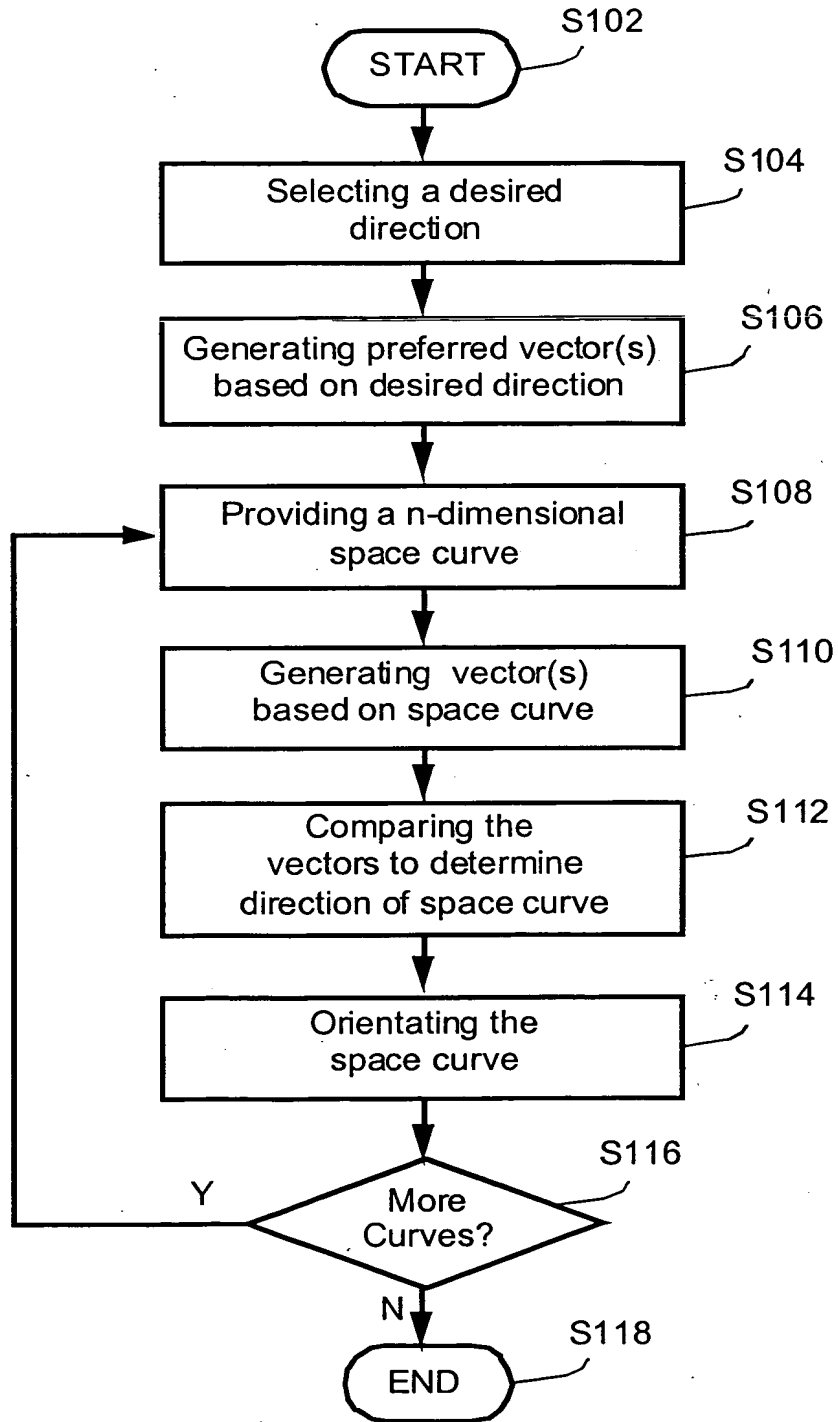 S102
START
S104
Selecting a desired
direction
S106
Generating preferred vector(s)
based on desired direction
S108
Providing a n-dimensional
space curve
S110
Generating vector(s)
based on space curve
S112
Comparing the
vectors to determine
direction of space curve
S114
Orientating the
space curve
S116
Y
More
Curves?
N
S118
END